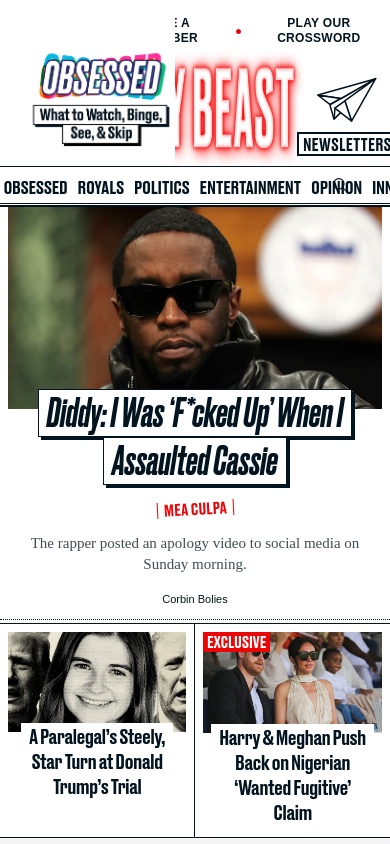 E A
BER
PLAY OUR
CROSSWORD
OBSESSED
What to Watch, Binge,
See, & Skip
Y BEAST
NEWSLETTERS
OBSESSED ROYALS POLITICS ENTERTAINMENT OPINION INN
Diddy: I Was ‘F*cked Up’ When I
Assaulted Cassie
MEA CULPA
The rapper posted an apology video to social media on
Sunday morning.
Corbin Bolies
A Paralegal’s Steely,
Star Turn at Donald
Trump’s Trial
EXCLUSIVE
Harry & Meghan Push
Back on Nigerian
‘Wanted Fugitive’
Claim